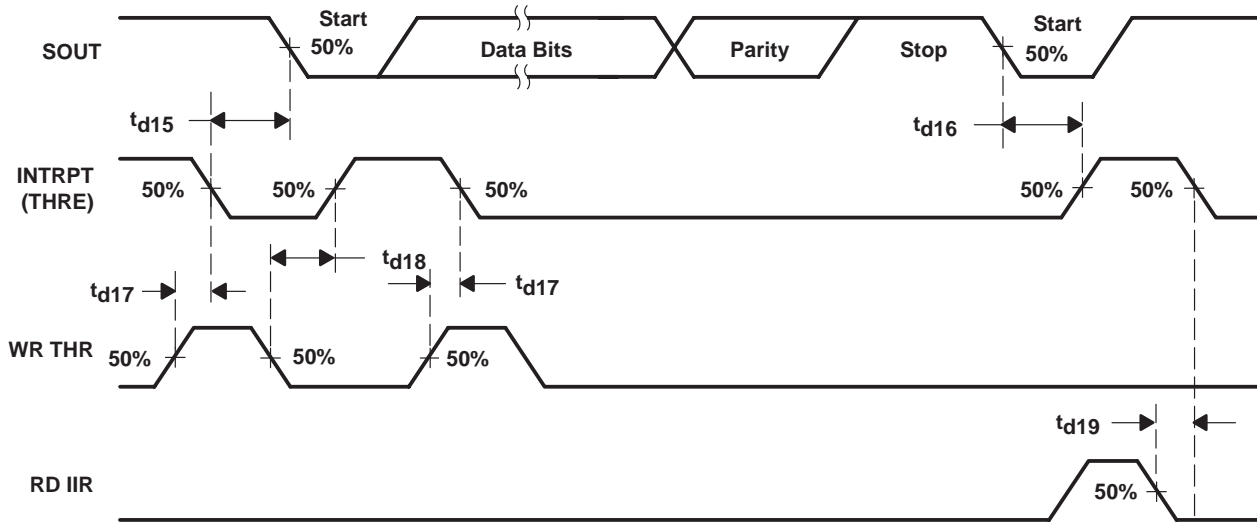 Start
Start
SOUT
50%
Data Bits
Parity
Stop
50%
td15
td16
INTRPT
(THRE)
50%
50%
50%
50%
50%
td18
td17
td17
WR THR
50%
50%
50%
td19
RD IIR
50%